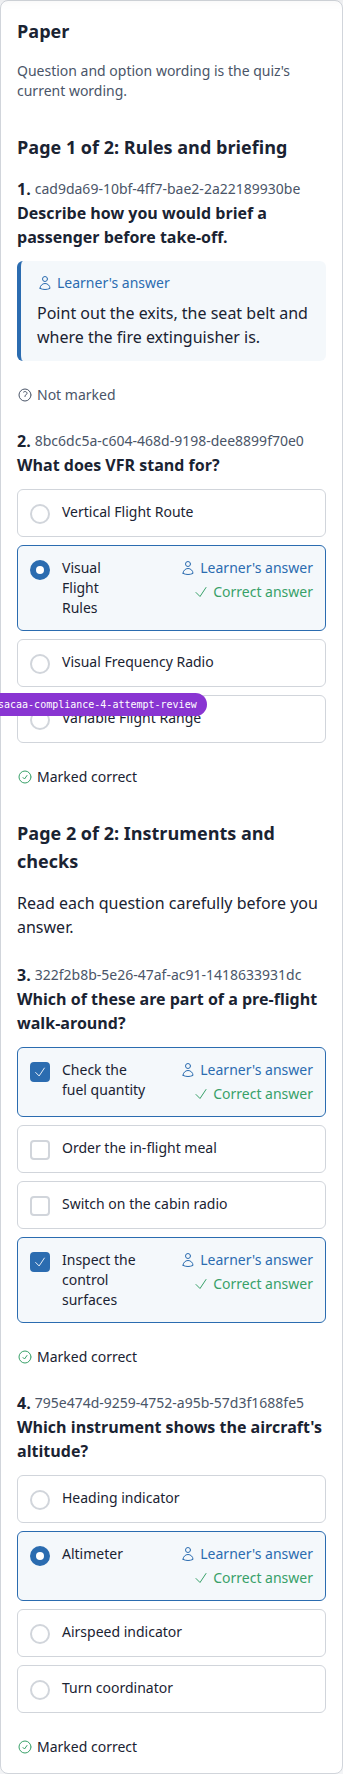 Paper
Question and option wording is the quiz's
current wording.
Page 1 of 2: Rules and briefing
1. cad9da69-10bf-4ff7-bae2-2a22189930be
Describe how you would brief a
passenger before take-off.
Learner's answer
Point out the exits, the seat belt and
where the fire extinguisher is.
Not marked
2. 8bc6dc5a-c604-468d-9198-dee8899f70e0
What does VFR stand for?
Vertical Flight Route
Visual
Flight
Rules
Learner's answer
Correct answer
Visual Frequency Radio
sacaa-compliance-4-attempt-review
Variable Flight Range
Marked correct
Page 2 of 2: Instruments and
checks
Read each question carefully before you
answer.
3. 322f2b8b-5e26-47af-ac91-1418633931dc
Which of these are part of a pre-flight
walk-around?
Check the
fuel quantity
Learner's answer
Correct answer
Order the in-flight meal
Switch on the cabin radio
Inspect the
control
surfaces
Learner's answer
Correct answer
Marked correct
4. 795e474d-9259-4752-a95b-57d3f1688fe5
Which instrument shows the aircraft's
altitude?
Heading indicator
Altimeter
Learner's answer
Correct answer
Airspeed indicator
Turn coordinator
Marked correct